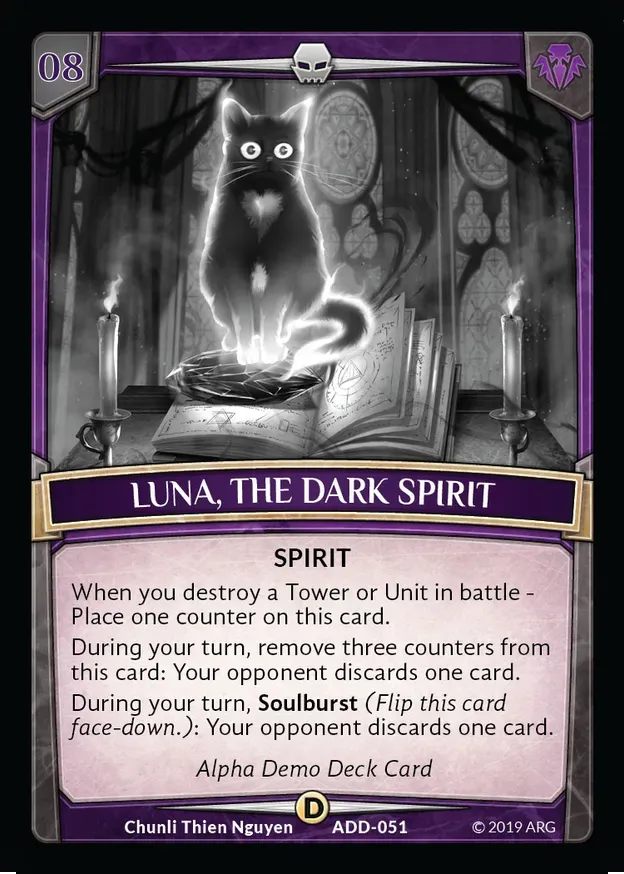 08
LUNA, THE DARK SPIRIT
SPIRIT
When you destroy a Tower or Unit in battle -
Place one counter on this card.
During your turn, remove three counters from
this card: Your opponent discards one card.
During your turn, Soulburst (Flip this card
face-down.): Your opponent discards one card.
Alpha Demo Deck Card
D
Chunli Thien Nguyen ADD-051 © 2019 ARG